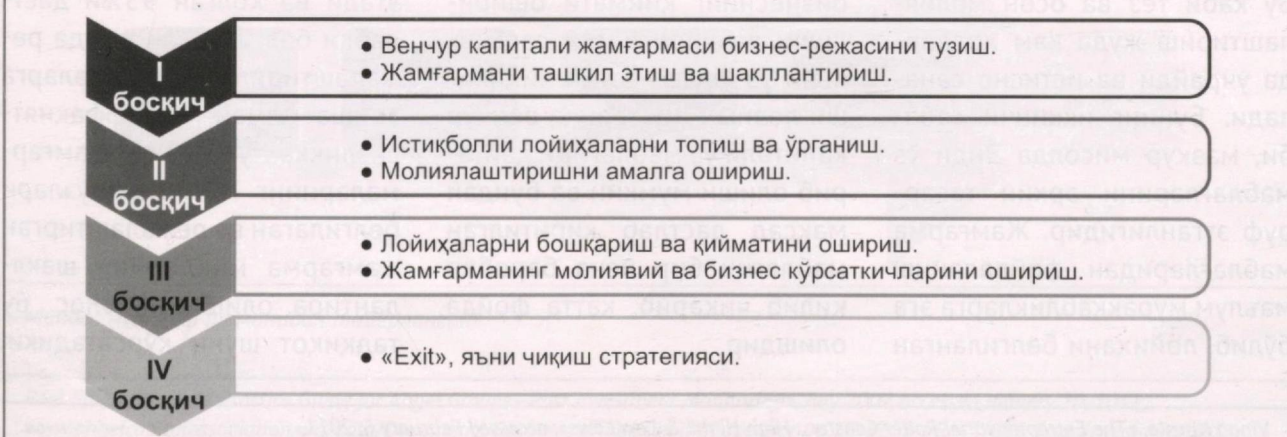 I
босқич
• Венчур капитали жамғармаси бизнес-режасини тузиш.
• Жамғармани ташкил этиш ва шакллантириш.
II
босқич
• Истиқболли лойиҳаларни топиш ва ўрганиш.
• Молиялаштиришни амалга ошириш.
III
босқич
• Лойиҳаларни бошқариш ва қийматини ошириш.
• Жамғарманинг молиявий ва бизнес кўрсаткичларини ошириш,
IV
босқич
• «Exit», яъни чиқиш стратегияси.